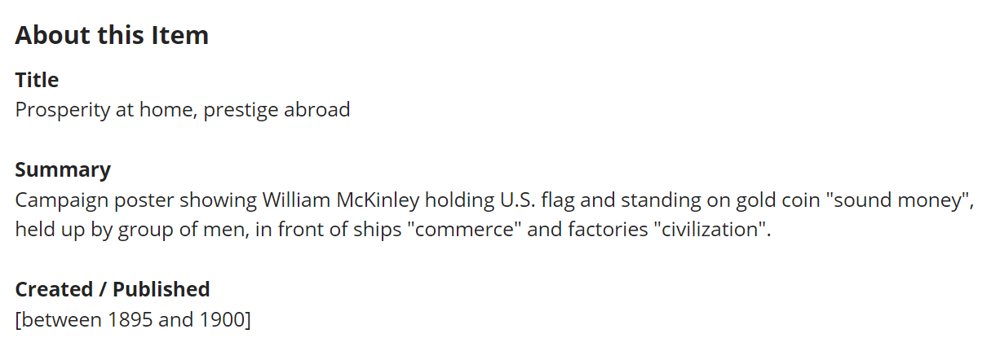 About this Item
Title
Prosperity at home, prestige abroad
Summary
Campaign poster showing William McKinley holding U.S. flag and standing on gold coin "sound money",
held up by group of men, in front of ships "commerce" and factories "civilization".
Created / Published
[between 1895 and 1900]